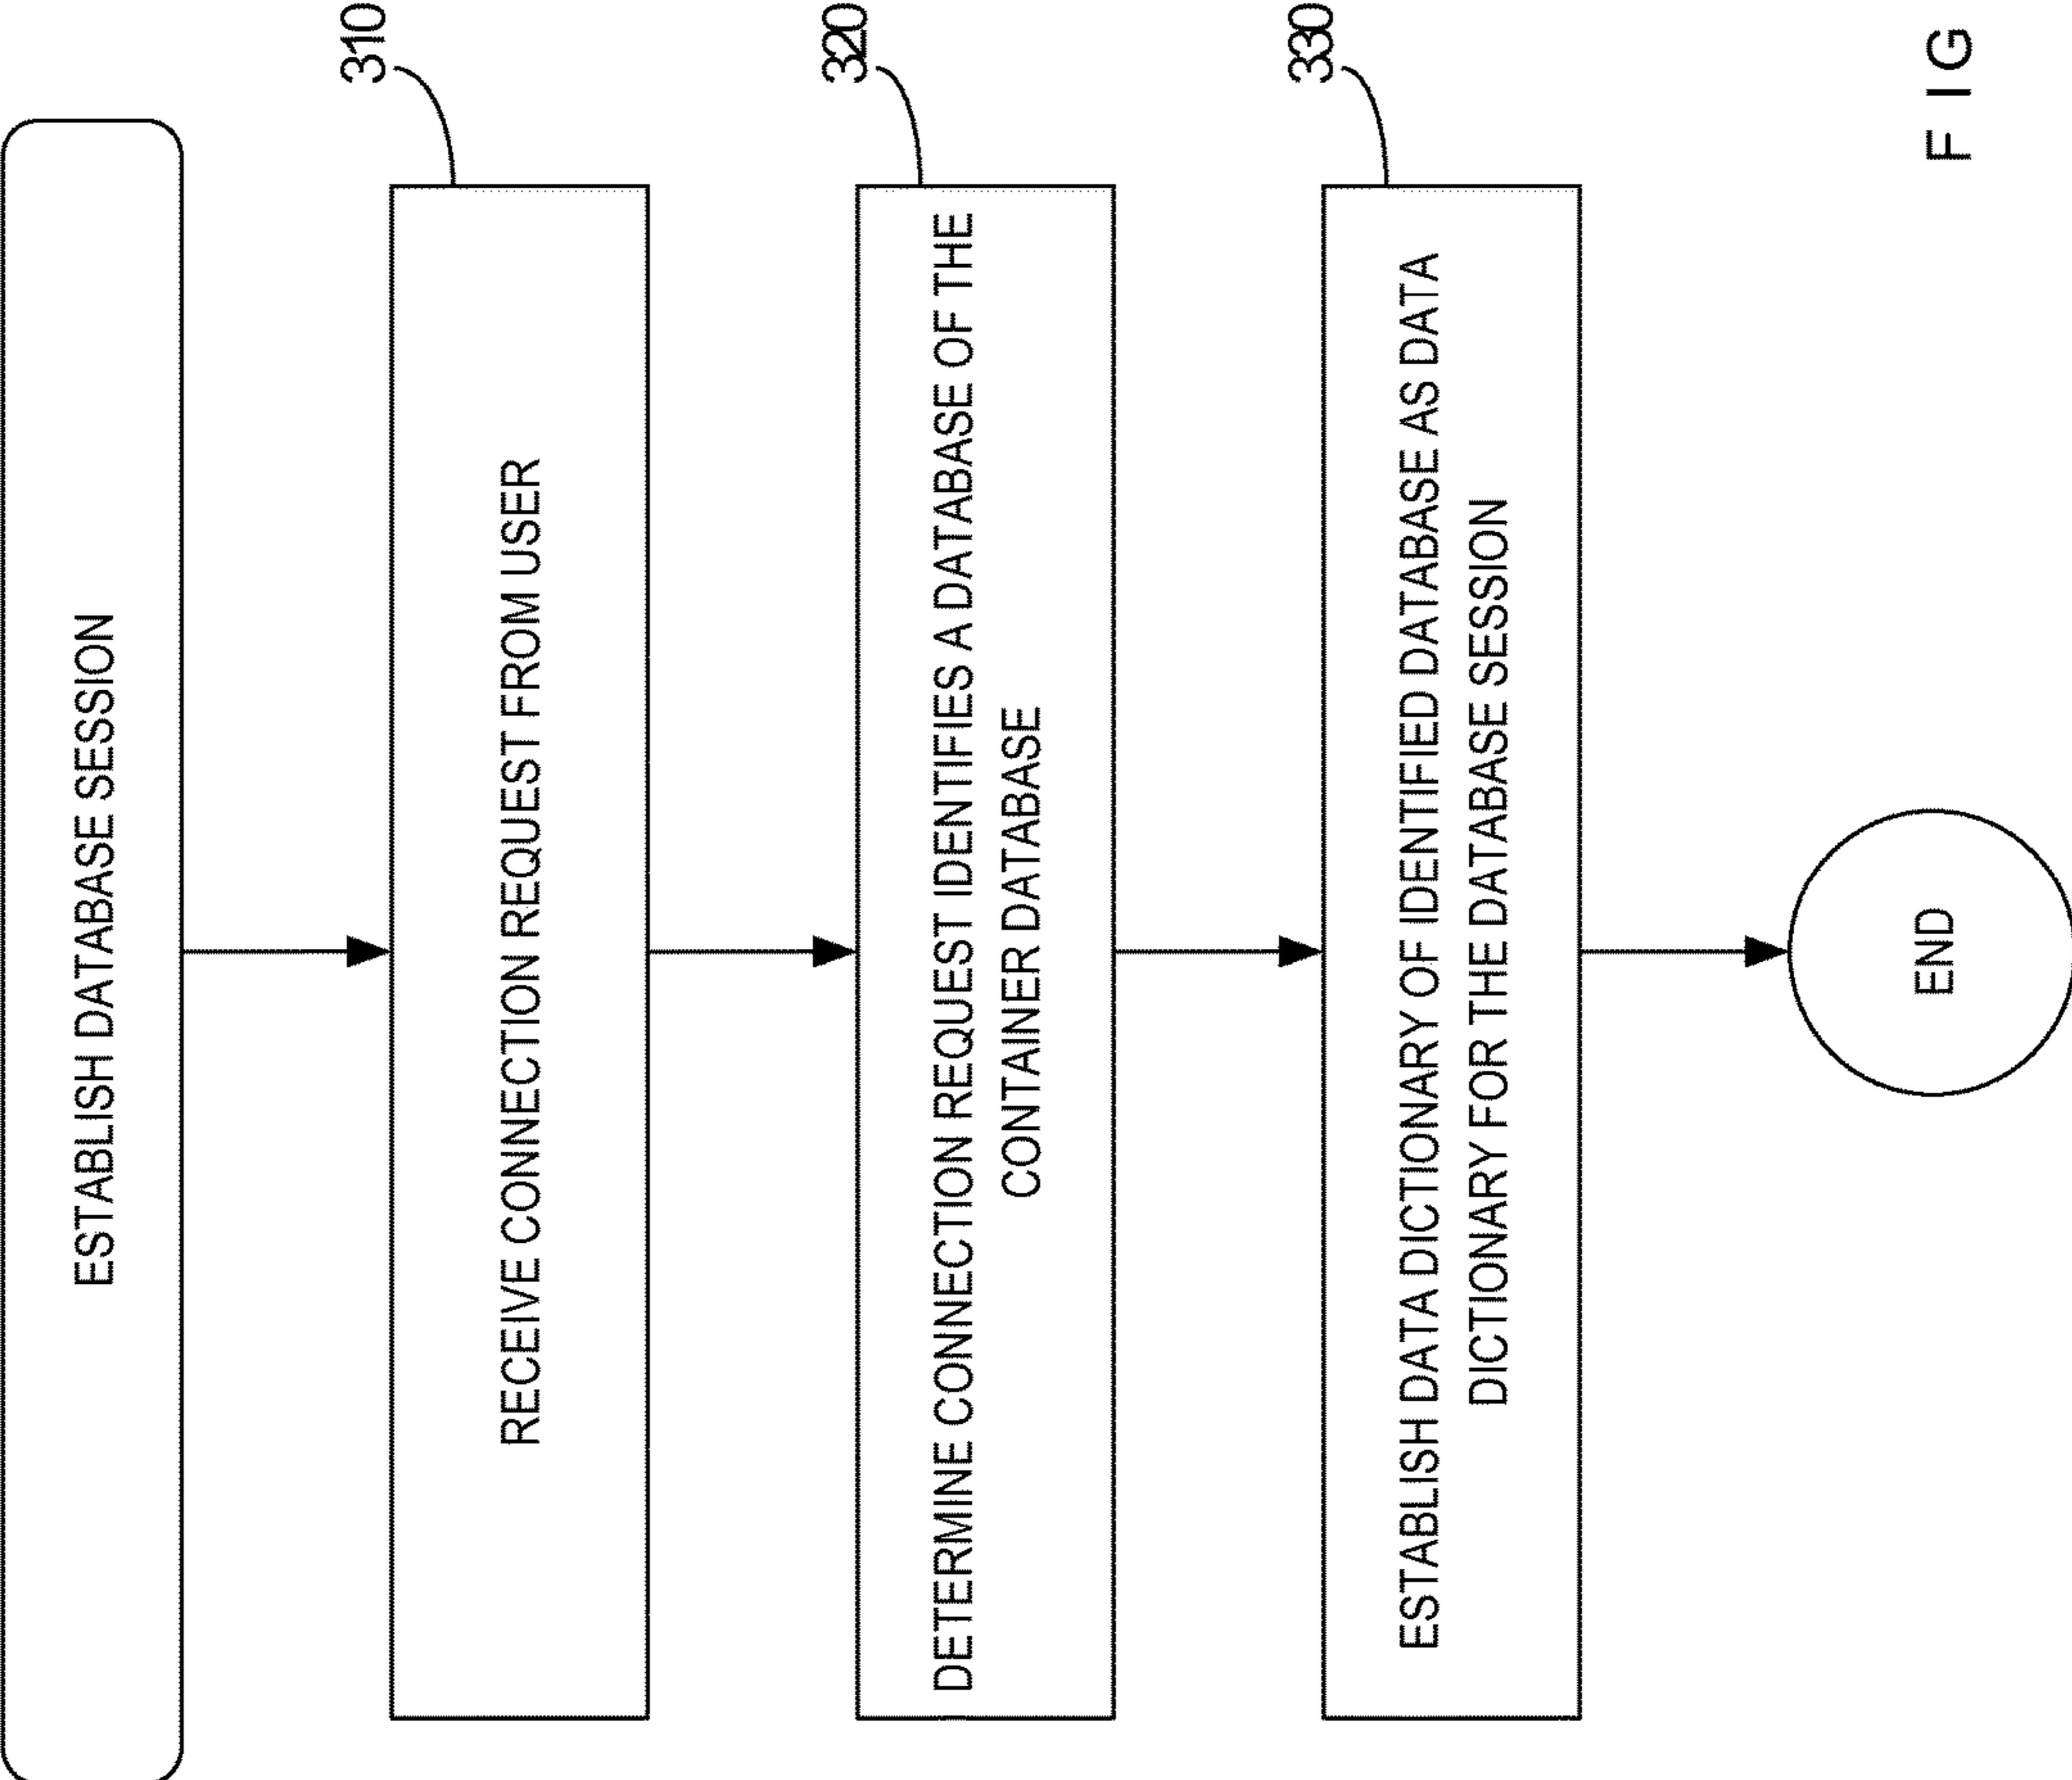 ESTABLISH DATABASE SESSION
310
RECEIVE CONNECTION REQUEST FROM USER
320
DETERMINE CONNECTION REQUEST IDENTIFIES A DATABASE OF THE
CONTAINER DATABASE
330
ESTABLISH DATA DICTIONARY OF IDENTIFIED DATABASE AS DATA
DICTIONARY FOR THE DATABASE SESSION
END
FIG